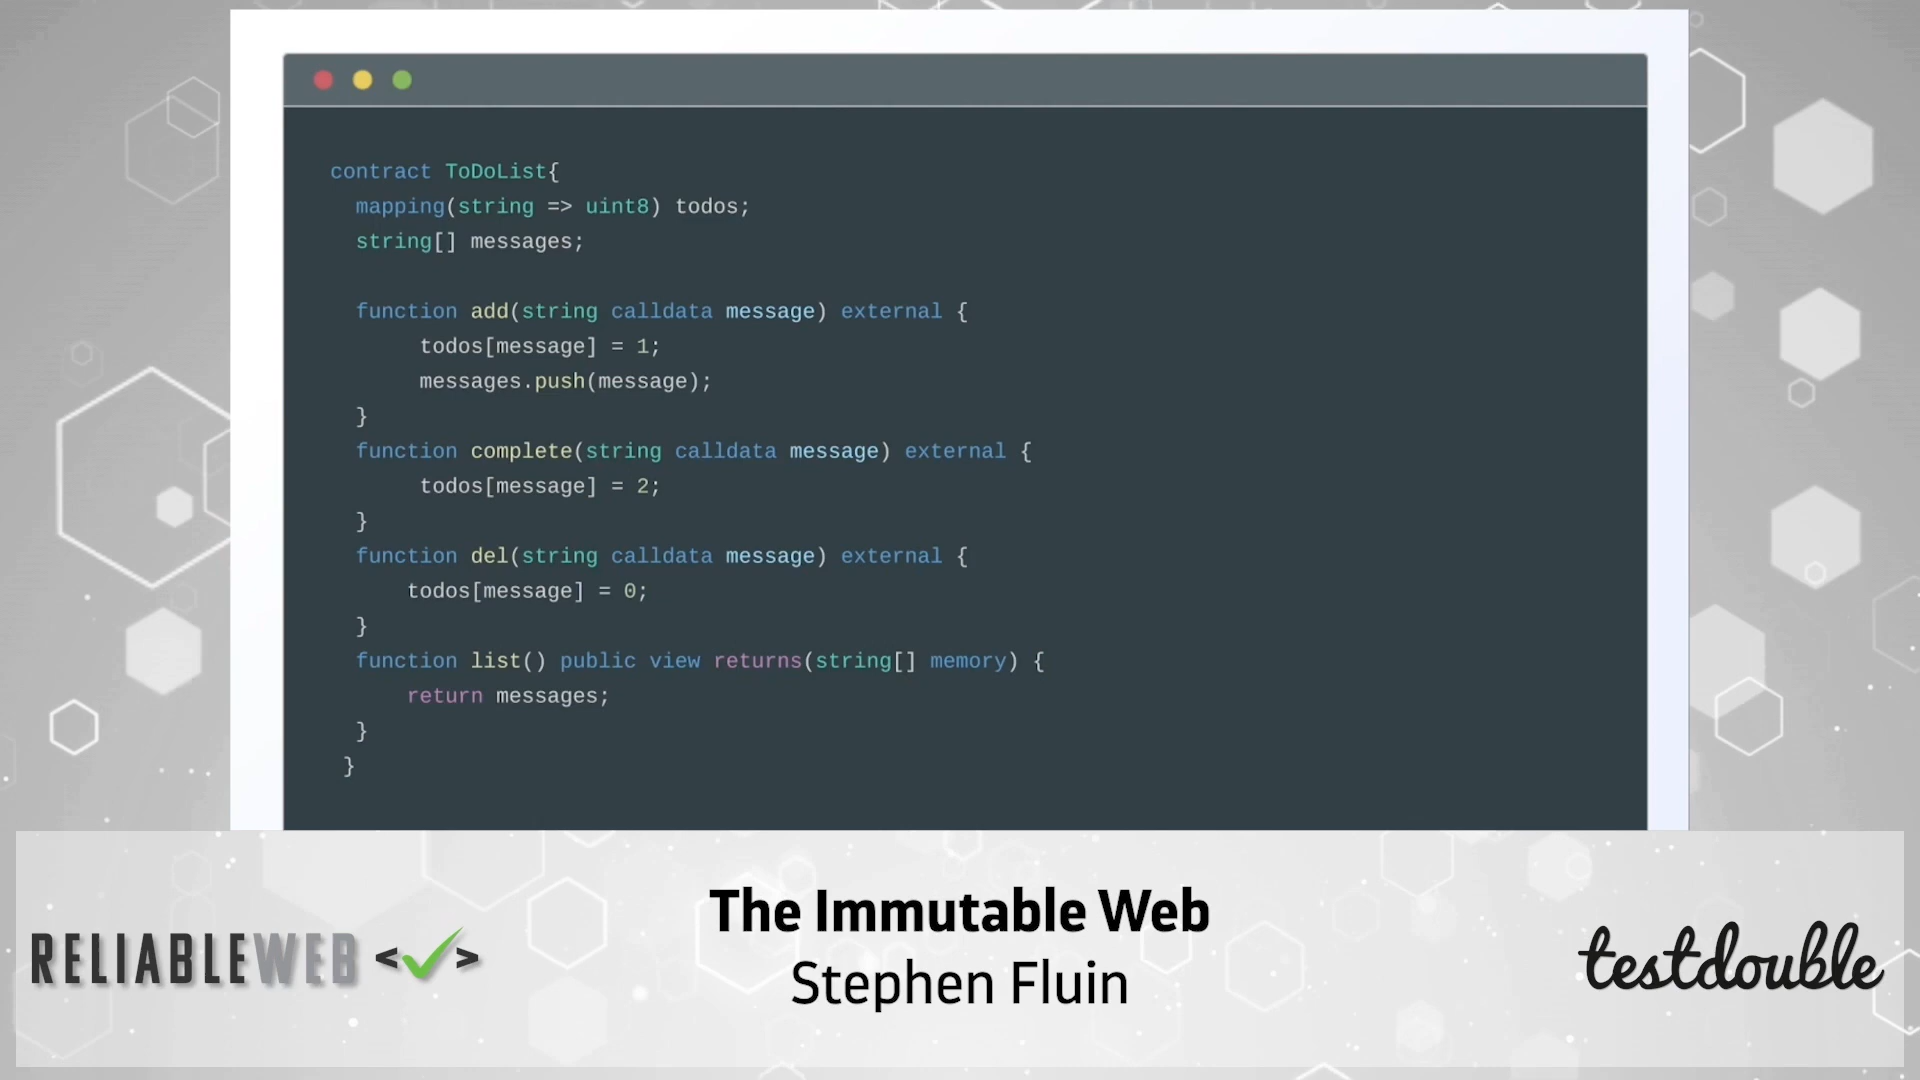 contract ToDoList{
  mapping(string => uint8) todos;
  string[] messages;

  function add(string calldata message) external {
       todos[message] = 1;
       messages.push(message);
  }
  function complete(string calldata message) external {
       todos[message] = 2;
  }
  function del(string calldata message) external {
      todos[message] = 0;
  }
  function list() public view returns(string[] memory) {
      return messages;
  }
 }
The Immutable Web
Stephen Fluin
RELIABLEWEB < >
testdouble